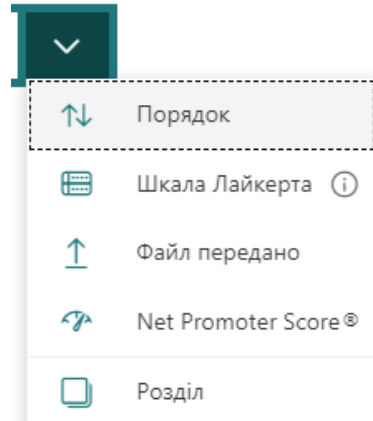 Порядок
Шкала Лайкерта
Файл передано
Net Promoter Score®
Розділ